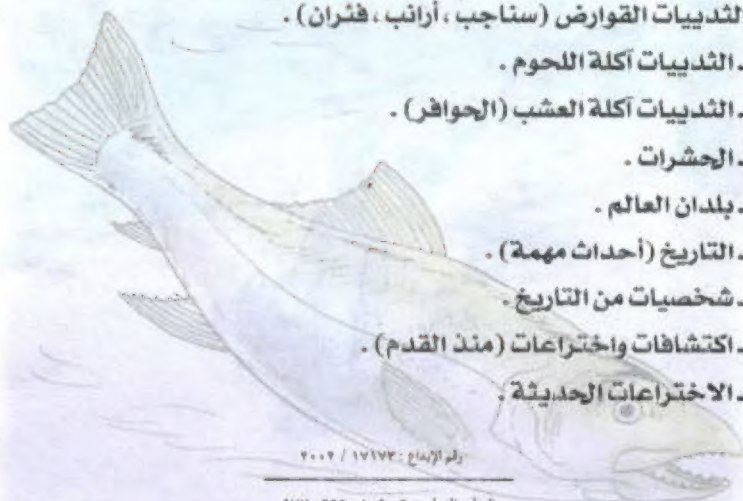 لثدييات القوارض (سناجب ، أرانب ، فئران) .
ـ الثدييات آكلة اللحوم .
ـ الثدييات آكلة العشب (الحوافر) .
ـ الحشرات .
ـ بلدان العالم .
ـ التاريخ (أحداث مهمة) .
ـ شخصيات من التاريخ .
ـ اكتشافات واختراعات (منذ القدم) .
ـ الاختراعات الحديثة .
رقم الإيداع : ١٧١٧٣ / ٢٠٠٢